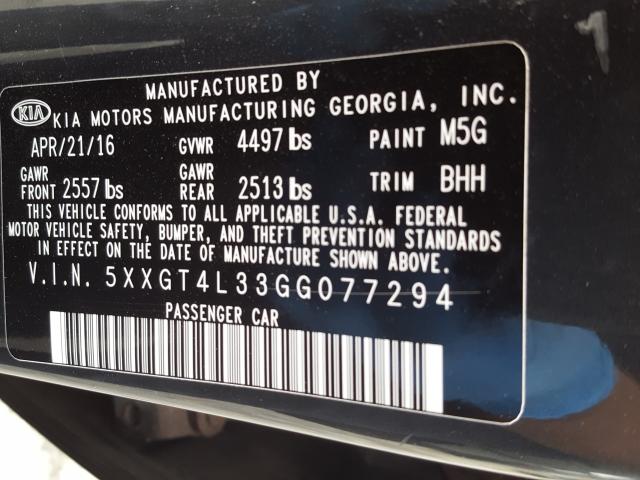 MANUFACTURED BY
KIA KIA MOTORS MANUFACTURING GEORGIA, INC.
APR/21/16 GVWR 4497 lbs PAINT M5G
GAWR FRONT 2557 lbs GAWR REAR 2513 lbs TRIM BHH
THIS VEHICLE CONFORMS TO ALL APPLICABLE U.S.A. FEDERAL
MOTOR VEHICLE SAFETY, BUMPER, AND THEFT PREVENTION STANDARDS
IN EFFECT ON THE DATE OF MANUFACTURE SHOWN ABOVE.
V.I.N. 5XXGT4L33GG077294
PASSENGER CAR